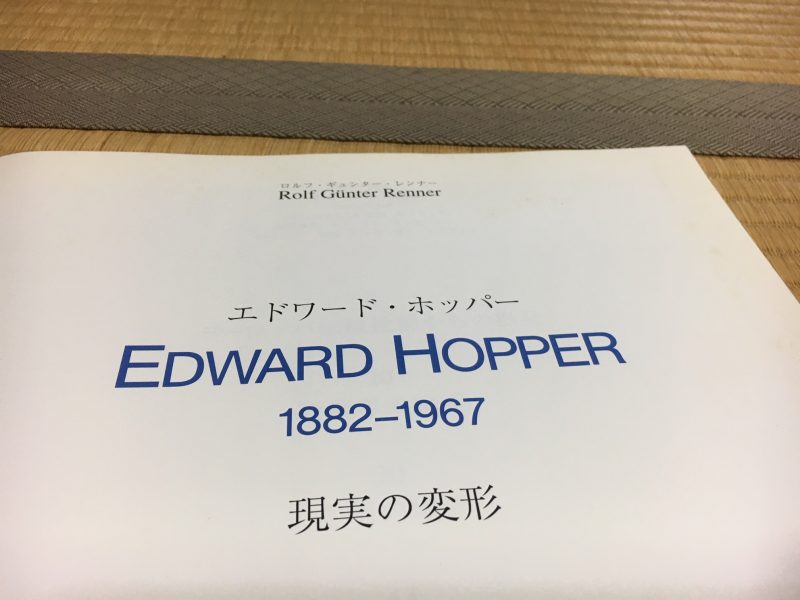 ロルフ・ギュンター・レンナー
Rolf Günter Renner
エドワード・ホッパー
EDWARD HOPPER
1882–1967
現実の変形